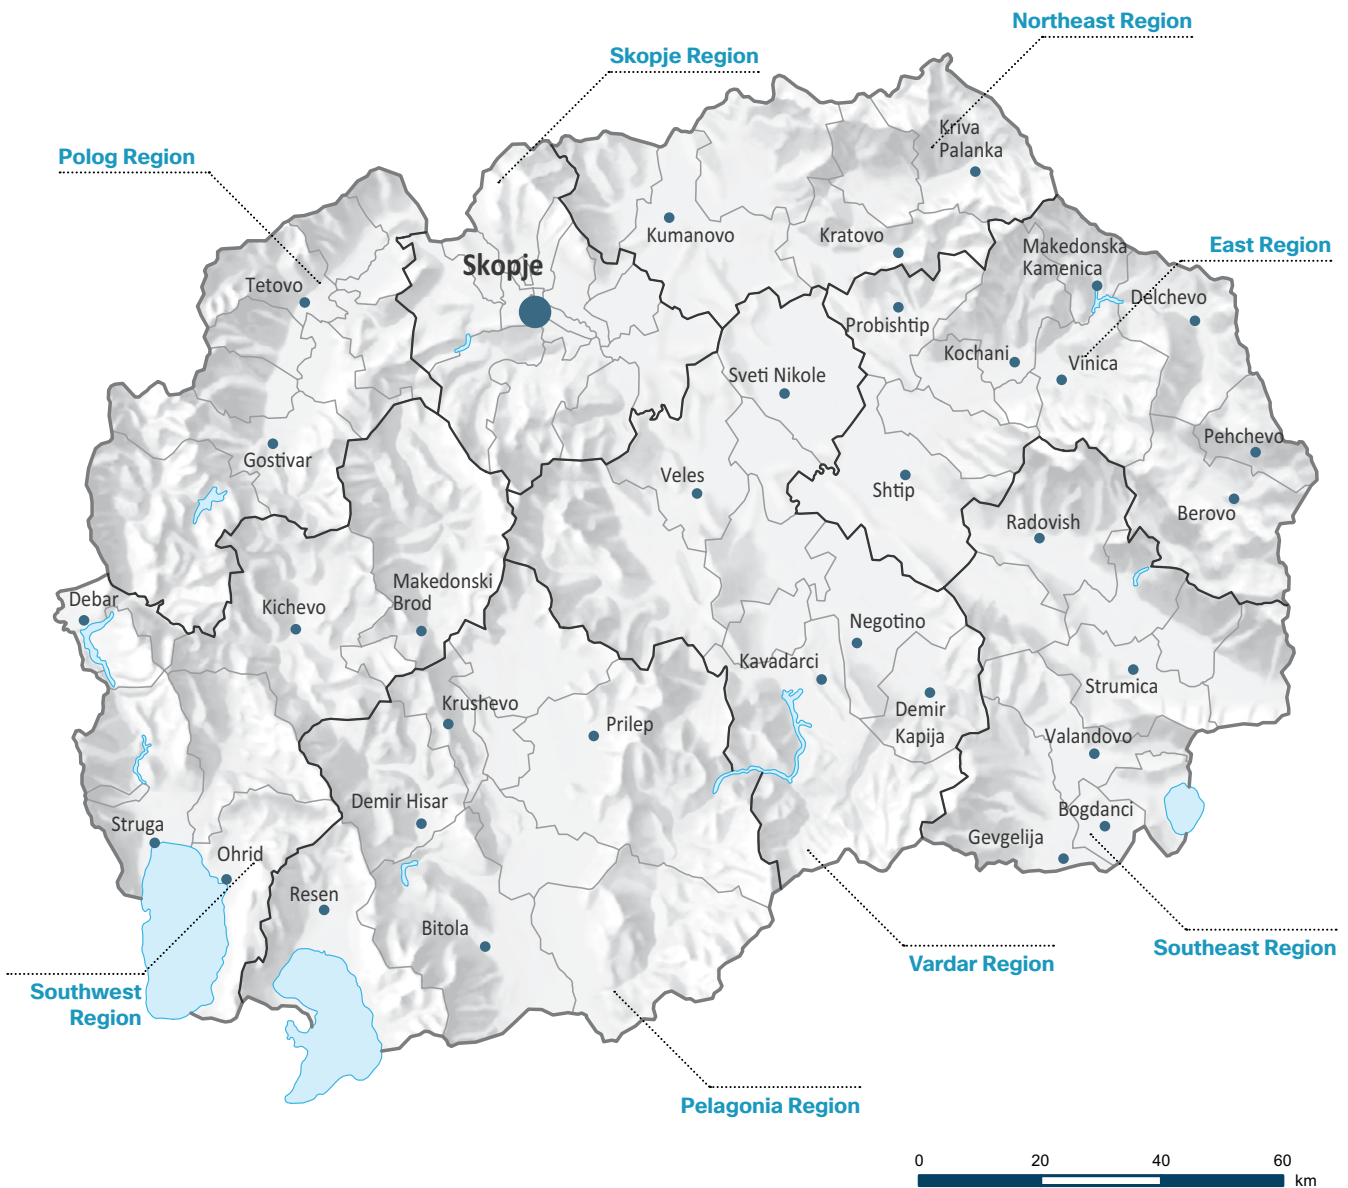 Northeast Region
Skopje Region
Polog Region
Kriva
Palanka
Kumanovo
Kratovo
Makedonska
Kamenica
East Region
Skopje
Tetovo
Delchevo
Probishtip
Kochani
Vinica
Sveti Nikole
Gostivar
Pehchevo
Veles
Shtip
Berovo
Radovish
Debar
Kichevo
Makedonski
Brod
Negotino
Kavadarci
Strumica
Krushevo
Prilep
Demir
Kapija
Valandovo
Demir Hisar
Bogdanci
Struga
Gevgelija
Ohrid
Resen
Bitola
Southeast Region
Vardar Region
Southwest
Region
Pelagonia Region
0 20 40 60
km